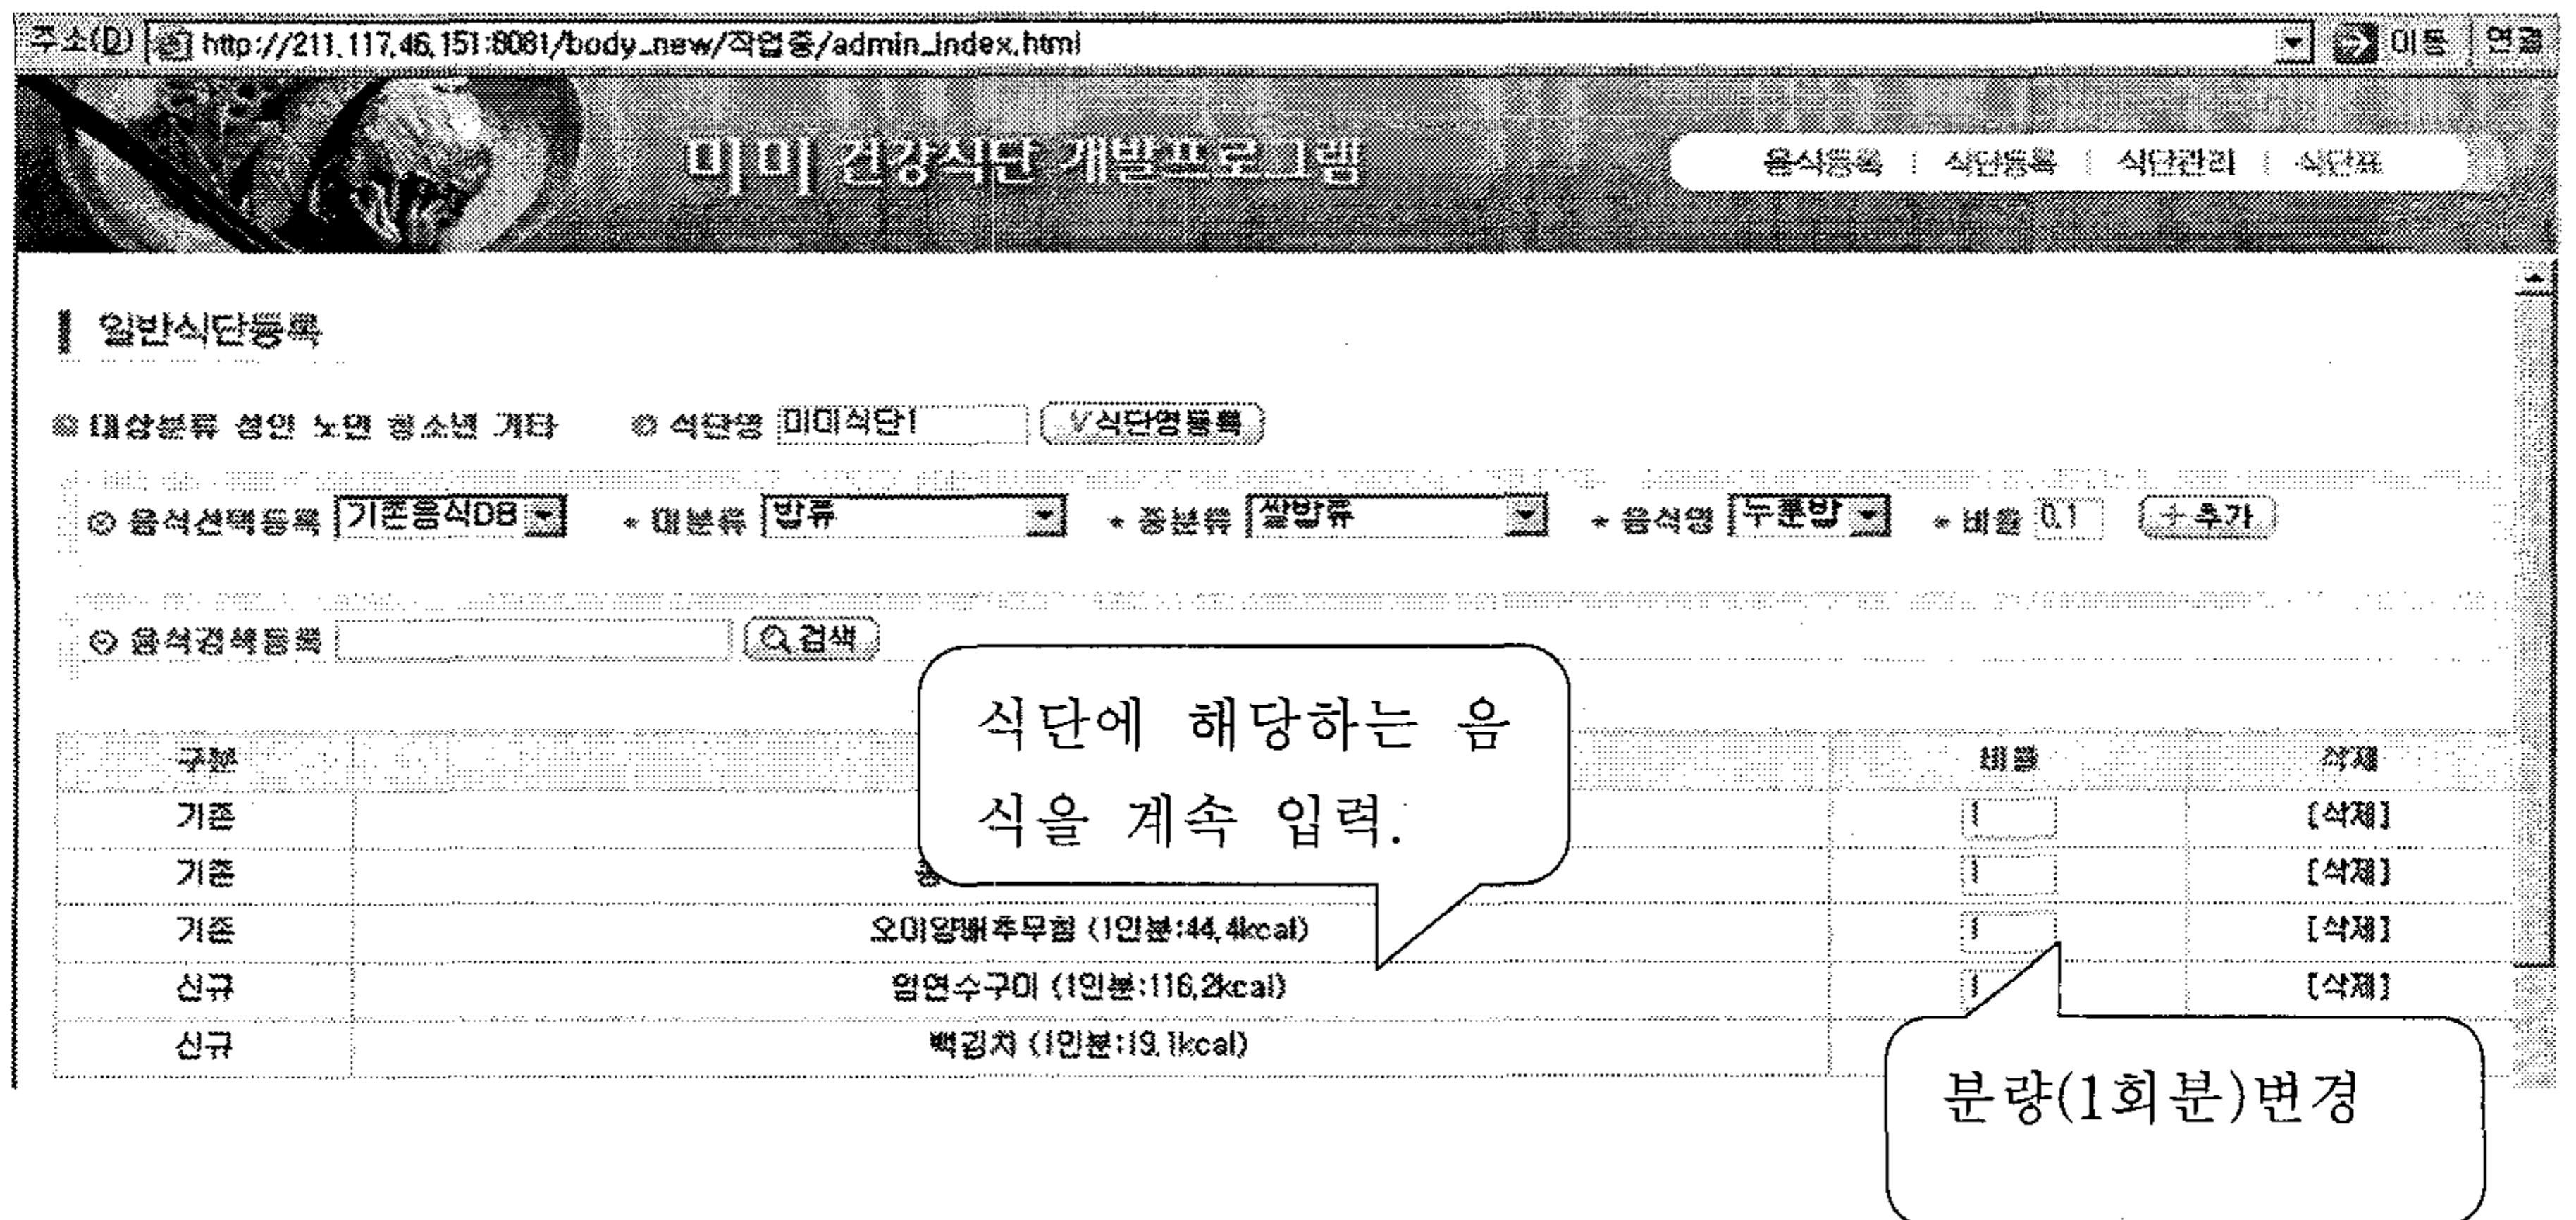 주소(D) http://211.117.46.151:8081/body_new/작업중/admin_index.html 이동 연결
미미 건강식단 개발프로그램 음식등록 | 식단등록 | 식단관리 | 식단표
일반식단등록
대상분류 성인 노년 청소년 기타 식단명 미미식단1 식단명등록
음식선택등록 기존음식DB * 대분류 밥류 * 중분류 쌀밥류 * 음식명 누룬밥 * 비율 0.1 + 추가
음식검색등록 검색
식단에 해당하는 음
식을 계속 입력.
구분 비율 삭제
기존 1 [삭제]
기존 1 [삭제]
기존 오미양배추무침 (1인분:44.4kcal) 1 [삭제]
신규 임연수구이 (1인분:116.2kcal) 1 [삭제]
신규 백김치 (1인분:19.1kcal)
분량(1회분)변경